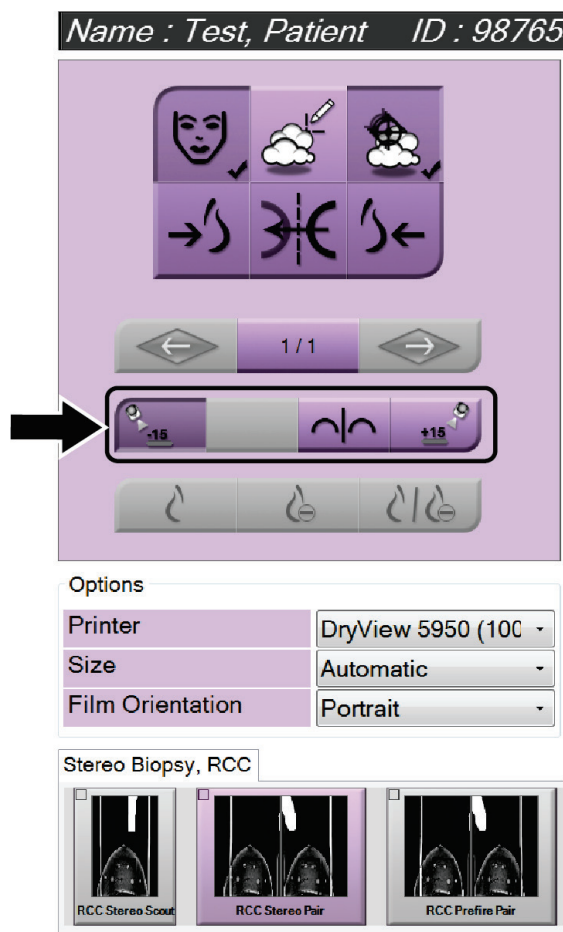 Name : Test, Patient ID : 98765
1 / 1
-15 +15
Options
Printer DryView 5950 (100
Size Automatic
Film Orientation Portrait
Stereo Biopsy, RCC
RCC Stereo Scout RCC Stereo Pair RCC Prefire Pair